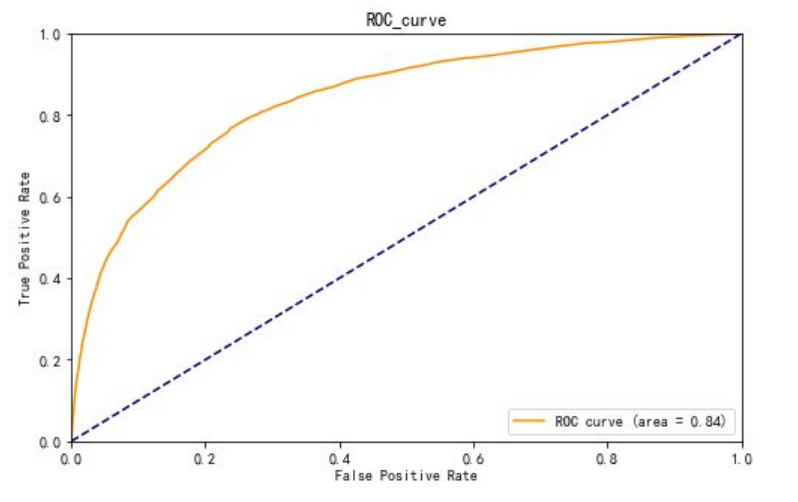 ROC_curve
1.0
0.8
0.6
0.4
0.2
0.0
True Positive Rate
ROC curve (area = 0.84)
0.0 0.2 0.4 0.6 0.8 1.0
False Positive Rate